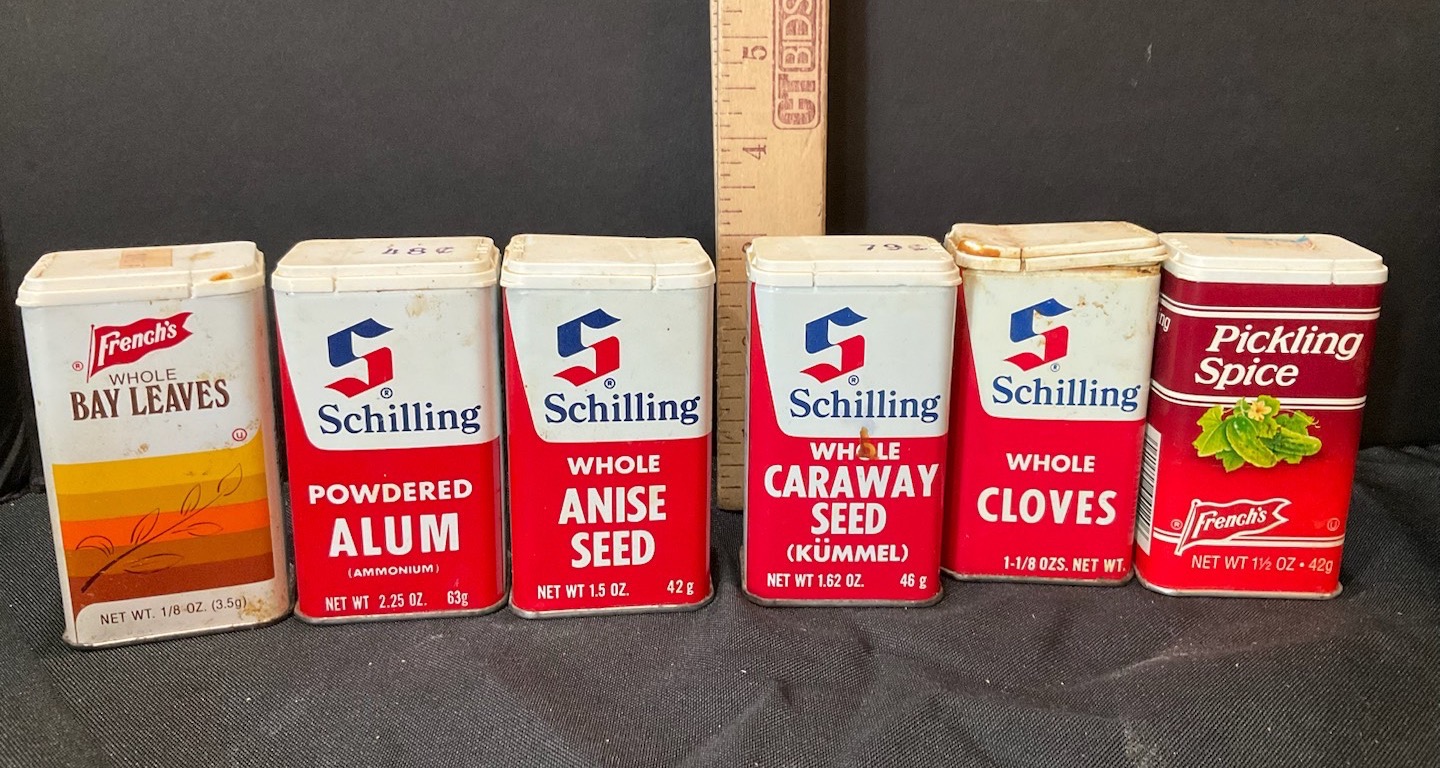 French's
®
WHOLE
BAY LEAVES
U
NET WT. 1/8 OZ. (3.5g)
48¢
S
®
Schilling
POWDERED
ALUM
(AMMONIUM)
NET WT 2.25 OZ. 63g
S
®
Schilling
WHOLE
ANISE
SEED
NET WT 1.5 OZ. 42 g
5
4
79¢
S
®
Schilling
WHOLE
CARAWAY
SEED
(KÜMMEL)
NET WT 1.62 OZ. 46 g
S
®
Schilling
WHOLE
CLOVES
1-1/8 OZS. NET WT.
Pickling
Spice
® French's U
NET WT 1½ OZ • 42g